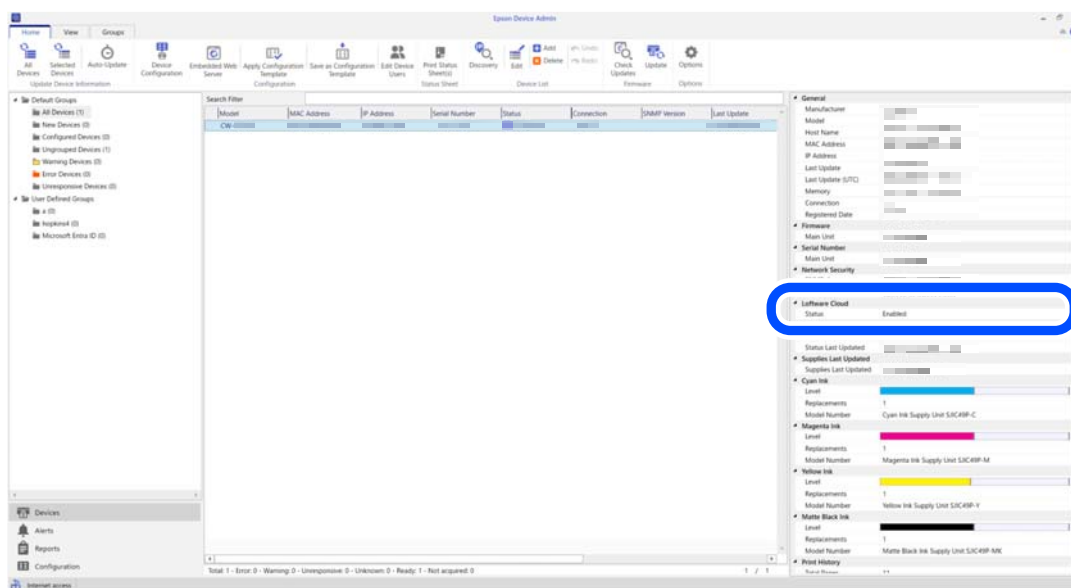 Epson Device Admin
Home View Groups
All Devices
Selected Devices
Auto Update
Device Configuration
Embedded Web Server
Apply Configuration Template
Save as Configuration Template
Edit Device Users
Print Status Sheet(s)
Discovery
Edit
Add
Delete
Undo
Redo
Check Updates
Update
Options
Update Device Information
Configuration
Status Sheet
Device List
Firmware
Options
Default Groups
All Devices (1)
New Devices (0)
Configured Devices (0)
Ungrouped Devices (1)
Warning Devices (0)
Error Devices (0)
Unresponsive Devices (0)
User Defined Groups
a (0)
hopkins4 (0)
Microsoft Entra ID (0)
Devices
Alerts
Reports
Configuration
Internet access
Search Filter
Model MAC Address IP Address Serial Number Status Connection SNMP Version Last Update
CW-
Total: 1 - Error: 0 - Warning: 0 - Unresponsive: 0 - Unknown: 0 - Ready: 1 - Not acquired: 0
1 / 1
General
Manufacturer
Model
Host Name
MAC Address
IP Address
Last Update
Last Update (UTC)
Memory
Connection
Registered Date
Firmware
Main Unit
Serial Number
Main Unit
Network Security
Loftware Cloud
Status Enabled
Status Last Updated
Supplies Last Updated
Supplies Last Updated
Cyan Ink
Level
Replacements 1
Model Number Cyan Ink Supply Unit SJIC49P-C
Magenta Ink
Level
Replacements 1
Model Number Magenta Ink Supply Unit SJIC49P-M
Yellow Ink
Level
Replacements 1
Model Number Yellow Ink Supply Unit SJIC49P-Y
Matte Black Ink
Level
Replacements 1
Model Number Matte Black Ink Supply Unit SJIC49P-MK
Print History